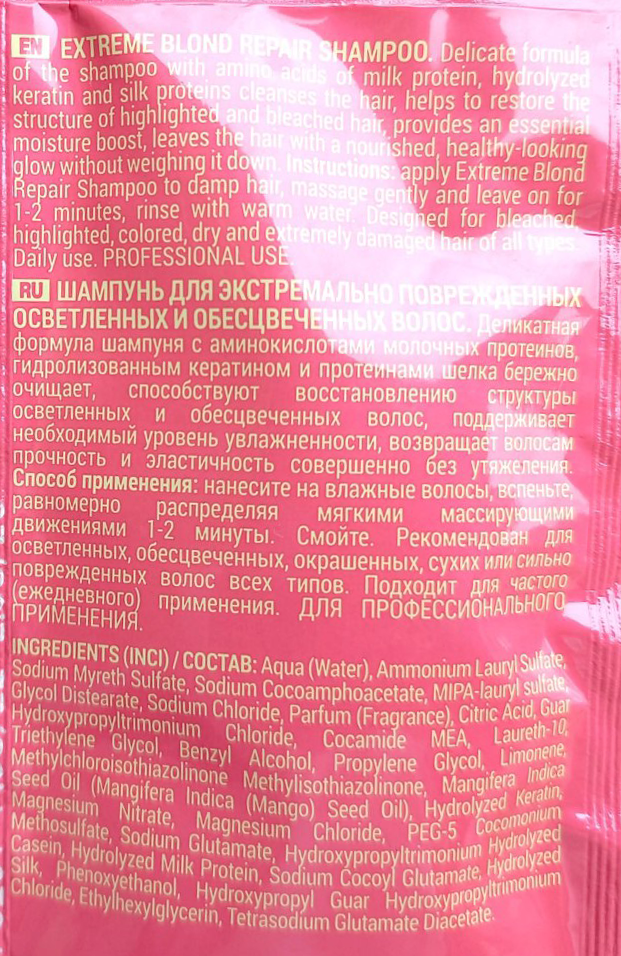 EN EXTREME BLOND REPAIR SHAMPOO. Delicate formula
of the shampoo with amino acids of milk protein, hydrolyzed
keratin and silk proteins cleanses the hair, helps to restore the
structure of highlighted and bleached hair, provides an essential
moisture boost, leaves the hair with a nourished, healthy-looking
glow without weighing it down. Instructions: apply Extreme Blond
Repair Shampoo to damp hair, massage gently and leave on for
1-2 minutes, rinse with warm water. Designed for bleached,
highlighted, colored, dry and extremely damaged hair of all types.
Daily use. PROFESSIONAL USE
RU ШАМПУНЬ ДЛЯ ЭКСТРЕМАЛЬНО ПОВРЕЖДЕННЫХ
ОСВЕТЛЕННЫХ И ОБЕСЦВЕЧЕННЫХ ВОЛОС. Деликатная
формула шампуня с аминокислотами молочных протеинов,
гидролизованным кератином и протеинами шелка бережно
очищает, способствуют восстановлению структуры
осветленных и обесцвеченных волос, поддерживает
необходимый уровень увлажненности, возвращает волосам
прочность и эластичность совершенно без утяжеления.
Способ применения: нанесите на влажные волосы, вспеньте,
равномерно распределяя мягкими массирующими
движениями 1-2 минуты. Смойте. Рекомендован для
осветленных, обесцвеченных, окрашенных, сухих или сильно
поврежденных волос всех типов. Подходит для частого
(ежедневного) применения. ДЛЯ ПРОФЕССИОНАЛЬНОГО
ПРИМЕНЕНИЯ.
INGREDIENTS (INCI) / СОСТАВ: Aqua (Water), Ammonium Lauryl Sulfate,
Sodium Myreth Sulfate, Sodium Cocoamphoacetate, MIPA-lauryl sulfate,
Glycol Distearate, Sodium Chloride, Parfum (Fragrance), Citric Acid, Guar
Hydroxypropyltrimonium Chloride, Cocamide MEA, Laureth-10,
Triethylene Glycol, Benzyl Alcohol, Propylene Glycol, Limonene,
Methylchloroisothiazolinone Methylisothiazolinone, Mangifera Indica
Seed Oil (Mangifera Indica (Mango) Seed Oil), Hydrolyzed Keratin,
Magnesium Nitrate, Magnesium Chloride, PEG-5 Cocomonium
Methosulfate, Sodium Glutamate, Hydroxypropyltrimonium Hydrolyzed
Casein, Hydrolyzed Milk Protein, Sodium Cocoyl Glutamate, Hydrolyzed
Silk, Phenoxyethanol, Hydroxypropyl Guar Hydroxypropyltrimonium
Chloride, Ethylhexylglycerin, Tetrasodium Glutamate Diacetate.